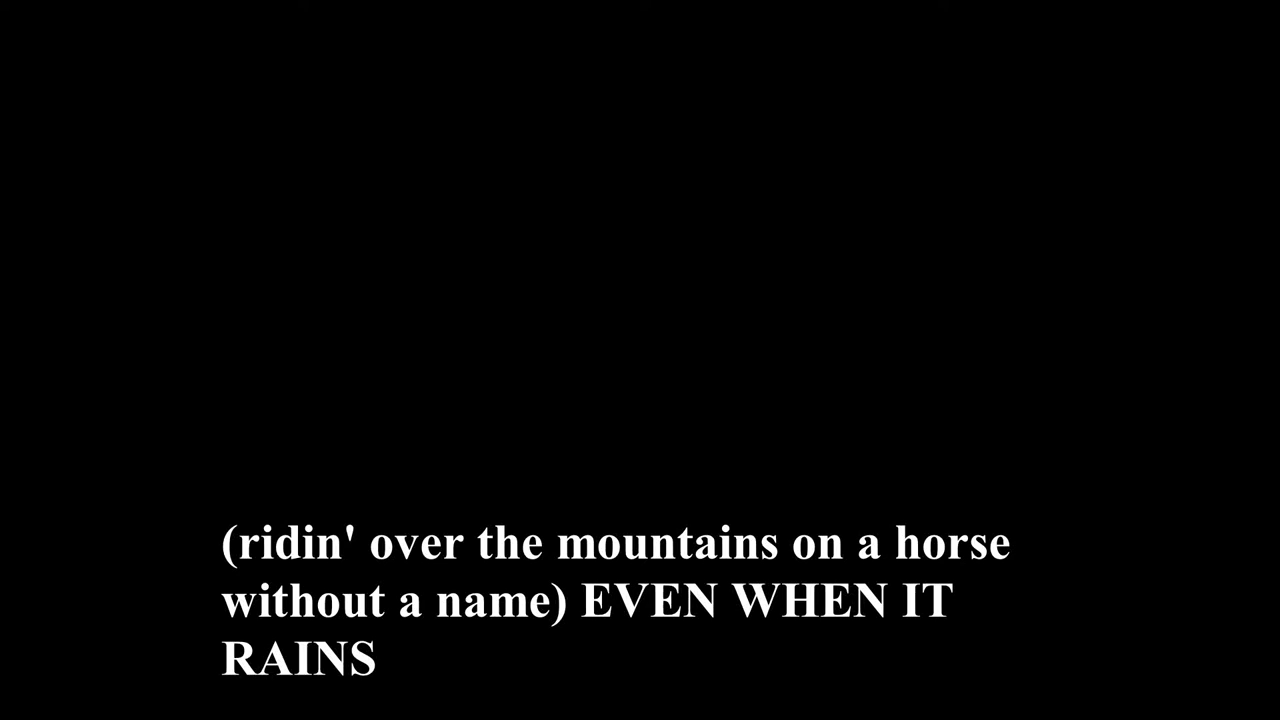 (ridin' over the mountains on a horse
without a name) EVEN WHEN IT
RAINS